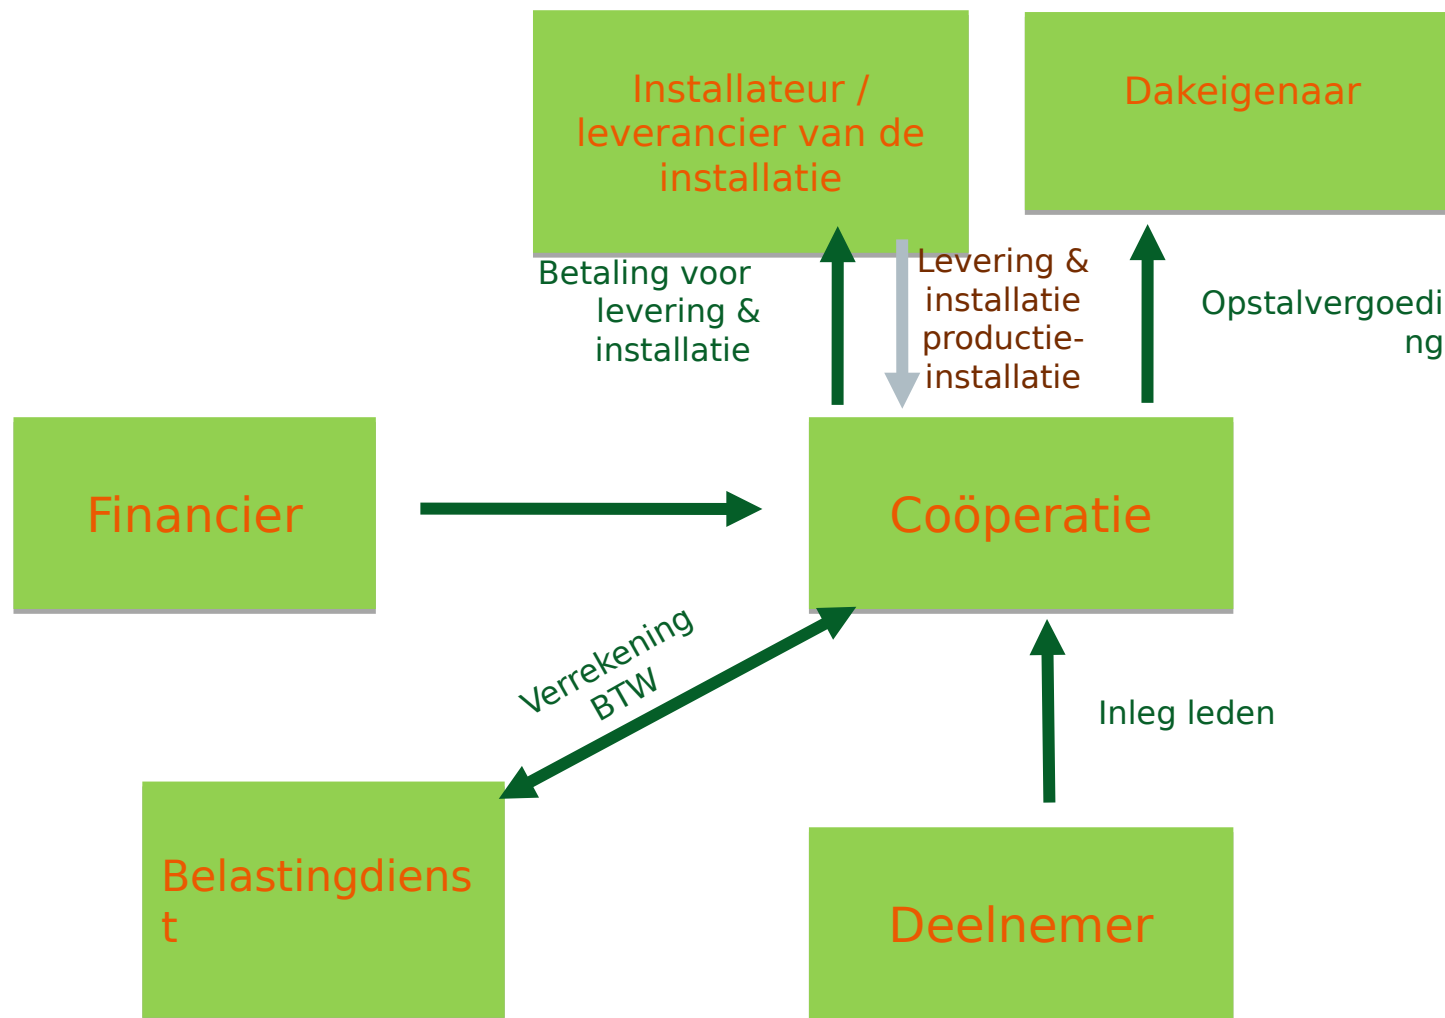 Installateur /
leverancier van de
installatie
Dakeigenaar
Betaling voor
levering &
installatie
Levering &
installatie
productie-
installatie
Opstalvergoedi
ng
Financier
Coöperatie
Verrekening
BTW
Inleg leden
Belastingdiens
t
Deelnemer